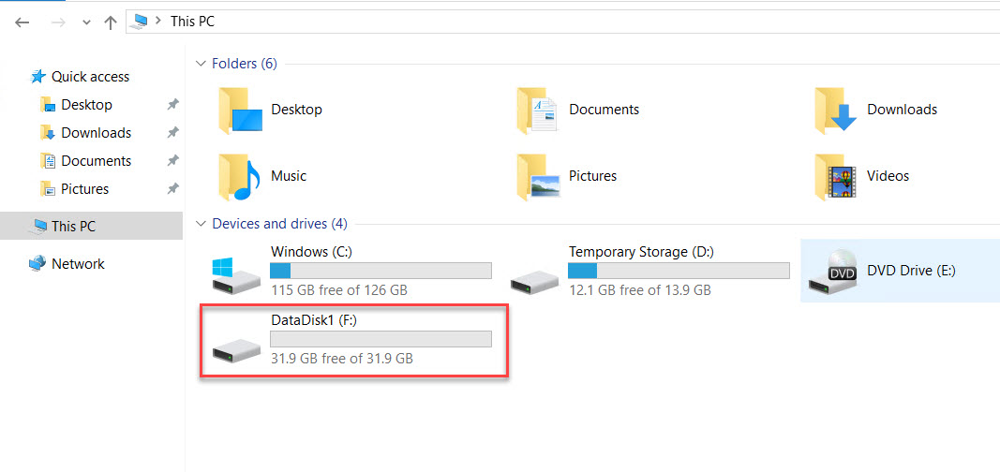 This PC
Quick access
Desktop
Downloads
Documents
Pictures
This PC
Network
Folders (6)
Desktop
Documents
Downloads
Music
Pictures
Videos
Devices and drives (4)
Windows (C:)
115 GB free of 126 GB
Temporary Storage (D:)
12.1 GB free of 13.9 GB
DVD
DVD Drive (E:)
DataDisk1 (F:)
31.9 GB free of 31.9 GB